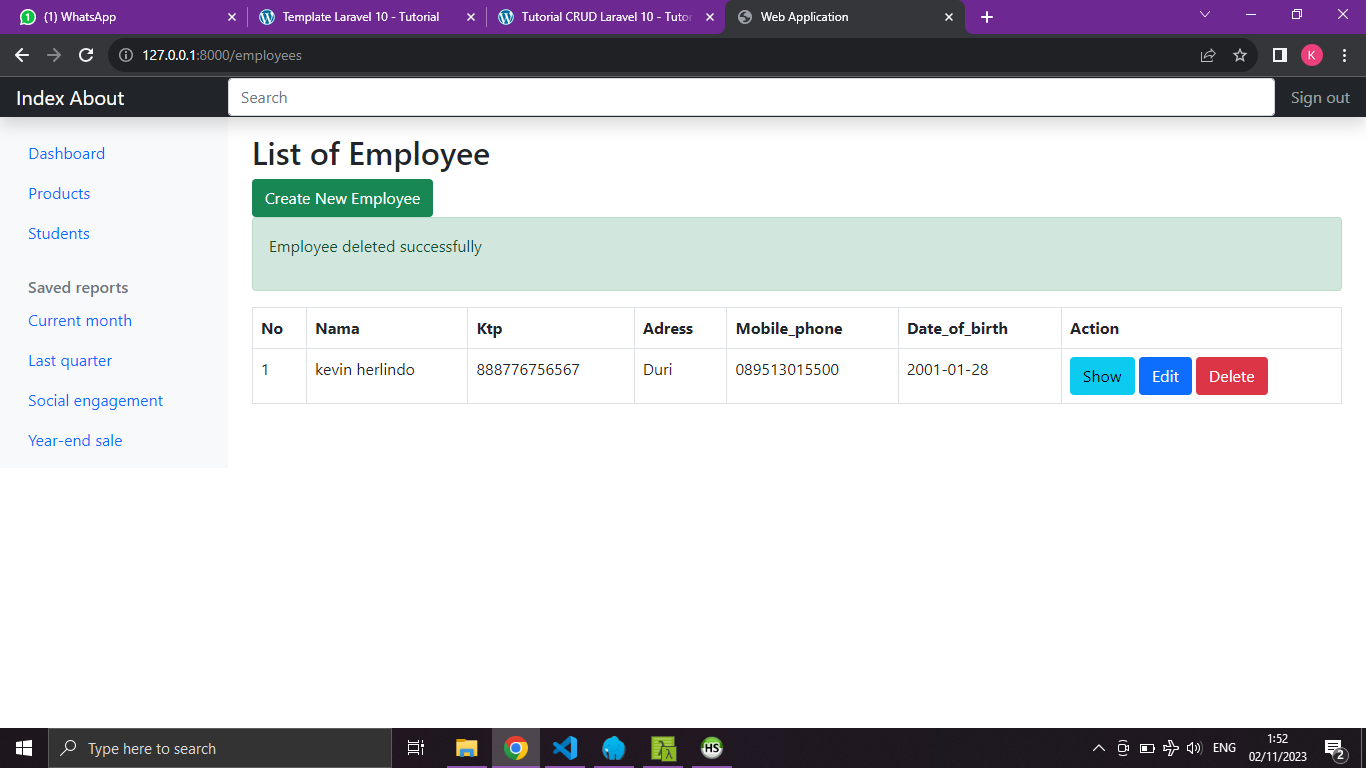 (1) WhatsApp
Template Laravel 10 - Tutorial
Tutorial CRUD Laravel 10 - Tutor
Web Application
127.0.0.1:8000/employees
K
Index About
Search
Sign out
Dashboard
Products
Students
Saved reports
Current month
Last quarter
Social engagement
Year-end sale
List of Employee
Create New Employee
Employee deleted successfully
No Nama Ktp Adress Mobile_phone Date_of_birth Action
1 kevin herlindo 888776756567 Duri 089513015500 2001-01-28 Show Edit Delete
Type here to search
HS
ENG
1:52
02/11/2023
2